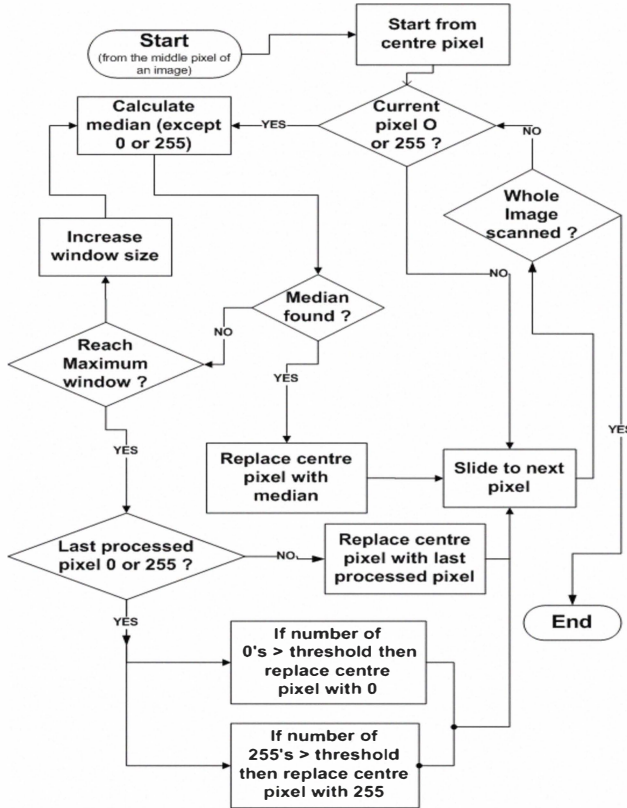 Start
(from the middle pixel of
an image)
Start from
centre pixel
Calculate
median (except
0 or 255)
YES
Current
pixel O
or 255 ?
NO
Whole
Image
scanned ?
Increase
window size
NO
Median
found ?
NO
Reach
Maximum
window ?
YES
YES
YES
Replace centre
pixel with
median
Slide to next
pixel
Last processed
pixel 0 or 255 ?
NO
Replace centre
pixel with last
processed pixel
YES
End
If number of
0's > threshold then
replace centre
pixel with 0
If number of
255's > threshold
then replace centre
pixel with 255